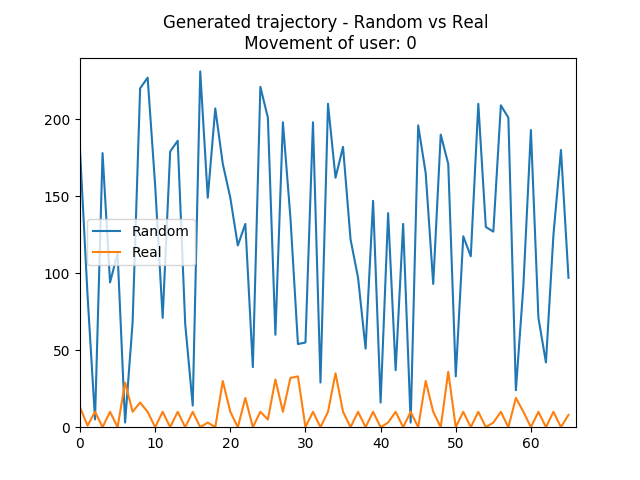 Generated trajectory - Random vs Real
Movement of user: 0
200
150
100
50
0
Random
Real
0 10 20 30 40 50 60